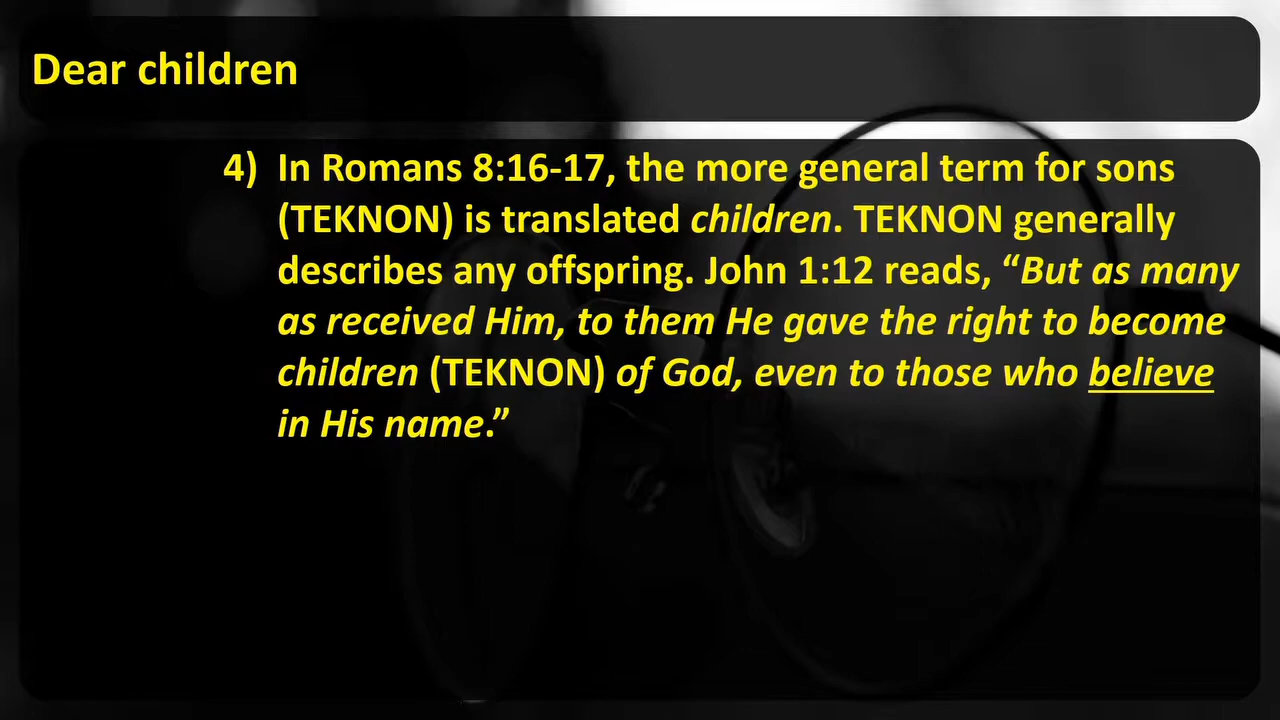 Dear children
4) In Romans 8:16-17, the more general term for sons
(TEKNON) is translated children. TEKNON generally
describes any offspring. John 1:12 reads, “But as many
as received Him, to them He gave the right to become
children (TEKNON) of God, even to those who believe
in His name.”